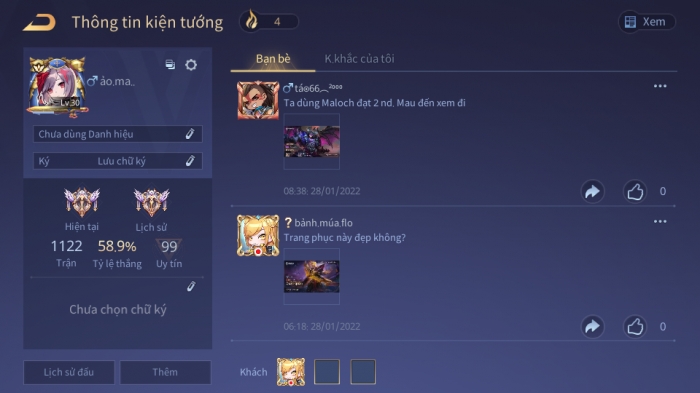 Thông tin kiện tướng
4
Xem
Bạn bè
K.khắc của tôi
ảo.ma..
Lv.30
Chưa dùng Danh hiệu
Ký
Lưu chữ ký
Hiện tại
Lịch sử
1122
58.9%
99
Trận
Tỷ lệ thắng
Uy tín
Chưa chọn chữ ký
Lịch sử đấu
Thêm
Ta dùng Maloch đạt 2 nd. Mau đến xem đi
08:38: 28/01/2022
0
bảnh.múa.flo
Trang phục này đẹp không?
06:18: 28/01/2022
0
Khách